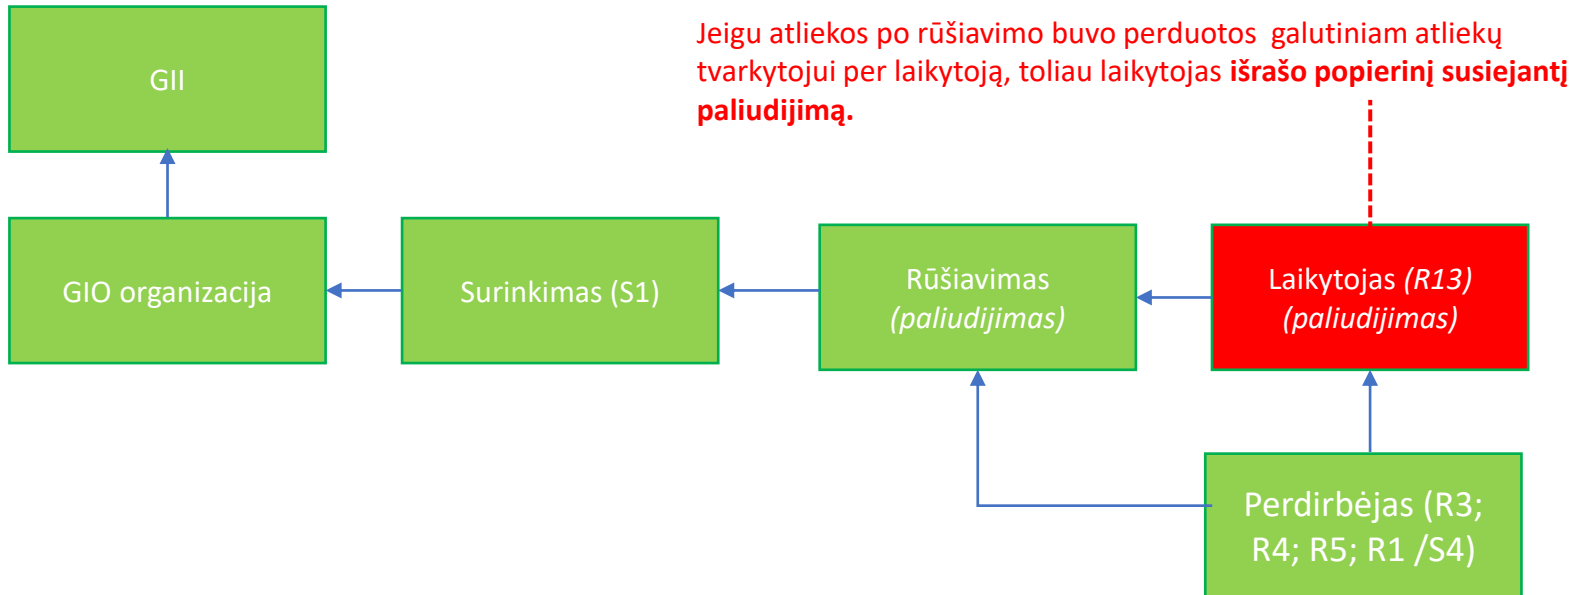 GII
Jeigu atliekos po rūšiavimo buvo perduotos  galutiniam atliekų
tvarkytojui per laikytoją, toliau laikytojas išrašo popierinį susiejantį
paliudijimą.
GIO organizacija
Surinkimas (S1)
Rūšiavimas
(paliudijimas)
Laikytojas (R13)
(paliudijimas)
Perdirbėjas (R3;
R4; R5; R1 /S4)